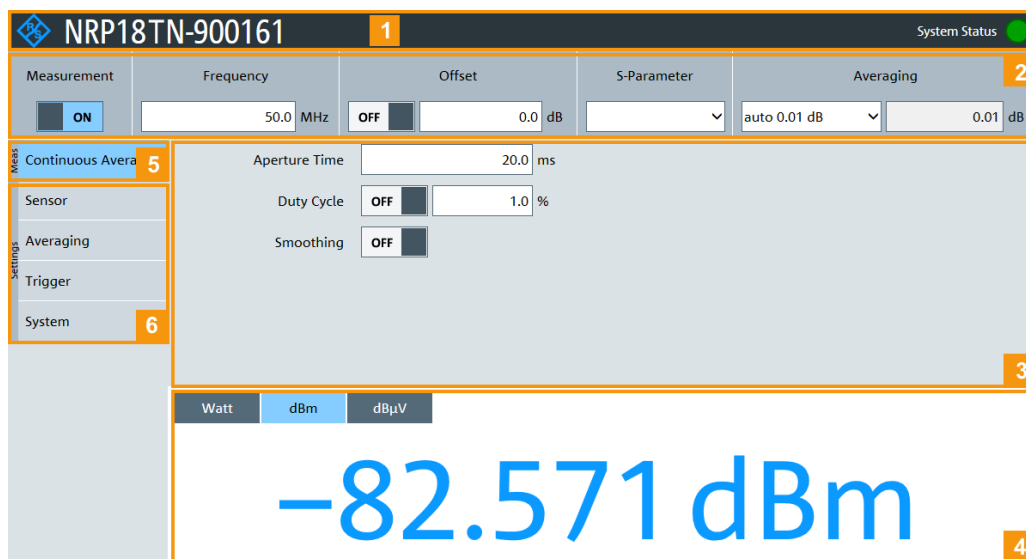 R&S NRP18TN-900161 1 System Status
Measurement Frequency Offset S-Parameter Averaging 2
ON 50.0 MHz OFF 0.0 dB auto 0.01 dB 0.01 dB
Meas Continuous Avera 5
Settings
Sensor
Averaging
Trigger
System 6
Aperture Time 20.0 ms
Duty Cycle OFF 1.0 %
Smoothing OFF
3
Watt dBm dBµV
−82.571 dBm
4